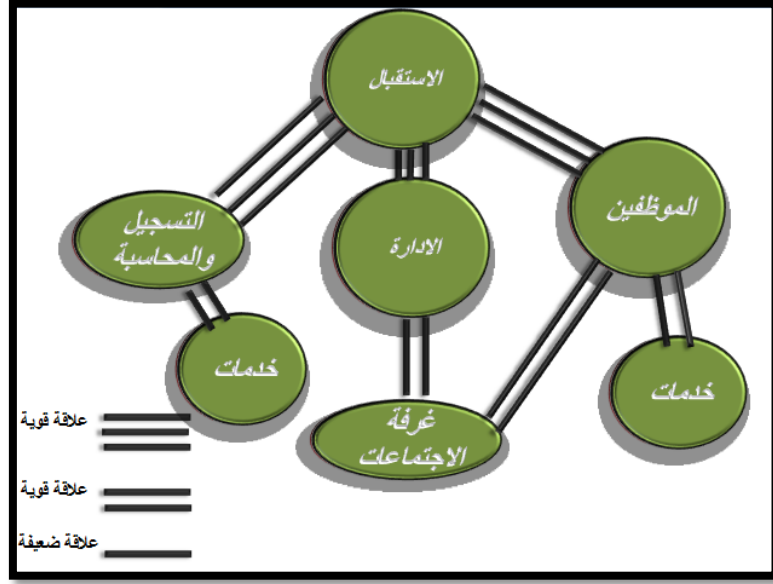 الاستقبال
التسجيل
والمحاسبة
الادارة
الموظفين
خدمات
غرفة
الاجتماعات
خدمات
علاقة قوية
علاقة قوية
علاقة ضعيفة